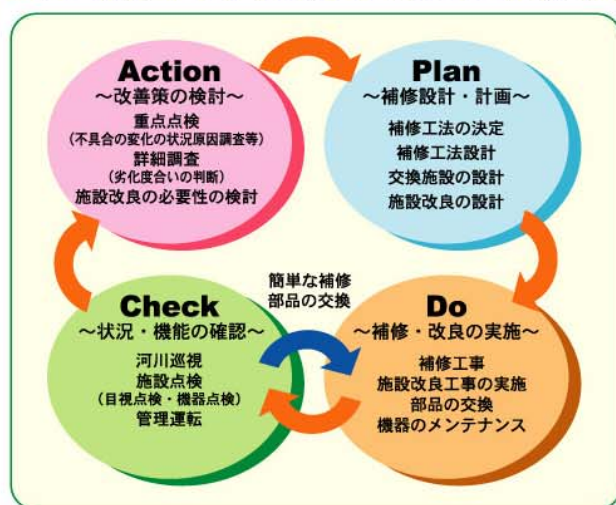 Action
～改善策の検討～
重点点検
（不具合の変化の状況原因調査等）
詳細調査
（劣化度合いの判断）
施設改良の必要性の検討
Plan
～補修設計・計画～
補修工法の決定
補修工法設計
交換施設の設計
施設改良の設計
簡単な補修
部品の交換
Check
～状況・機能の確認～
河川巡視
施設点検
（目視点検・機器点検）
管理運転
Do
～補修・改良の実施～
補修工事
施設改良工事の実施
部品の交換
機器のメンテナンス